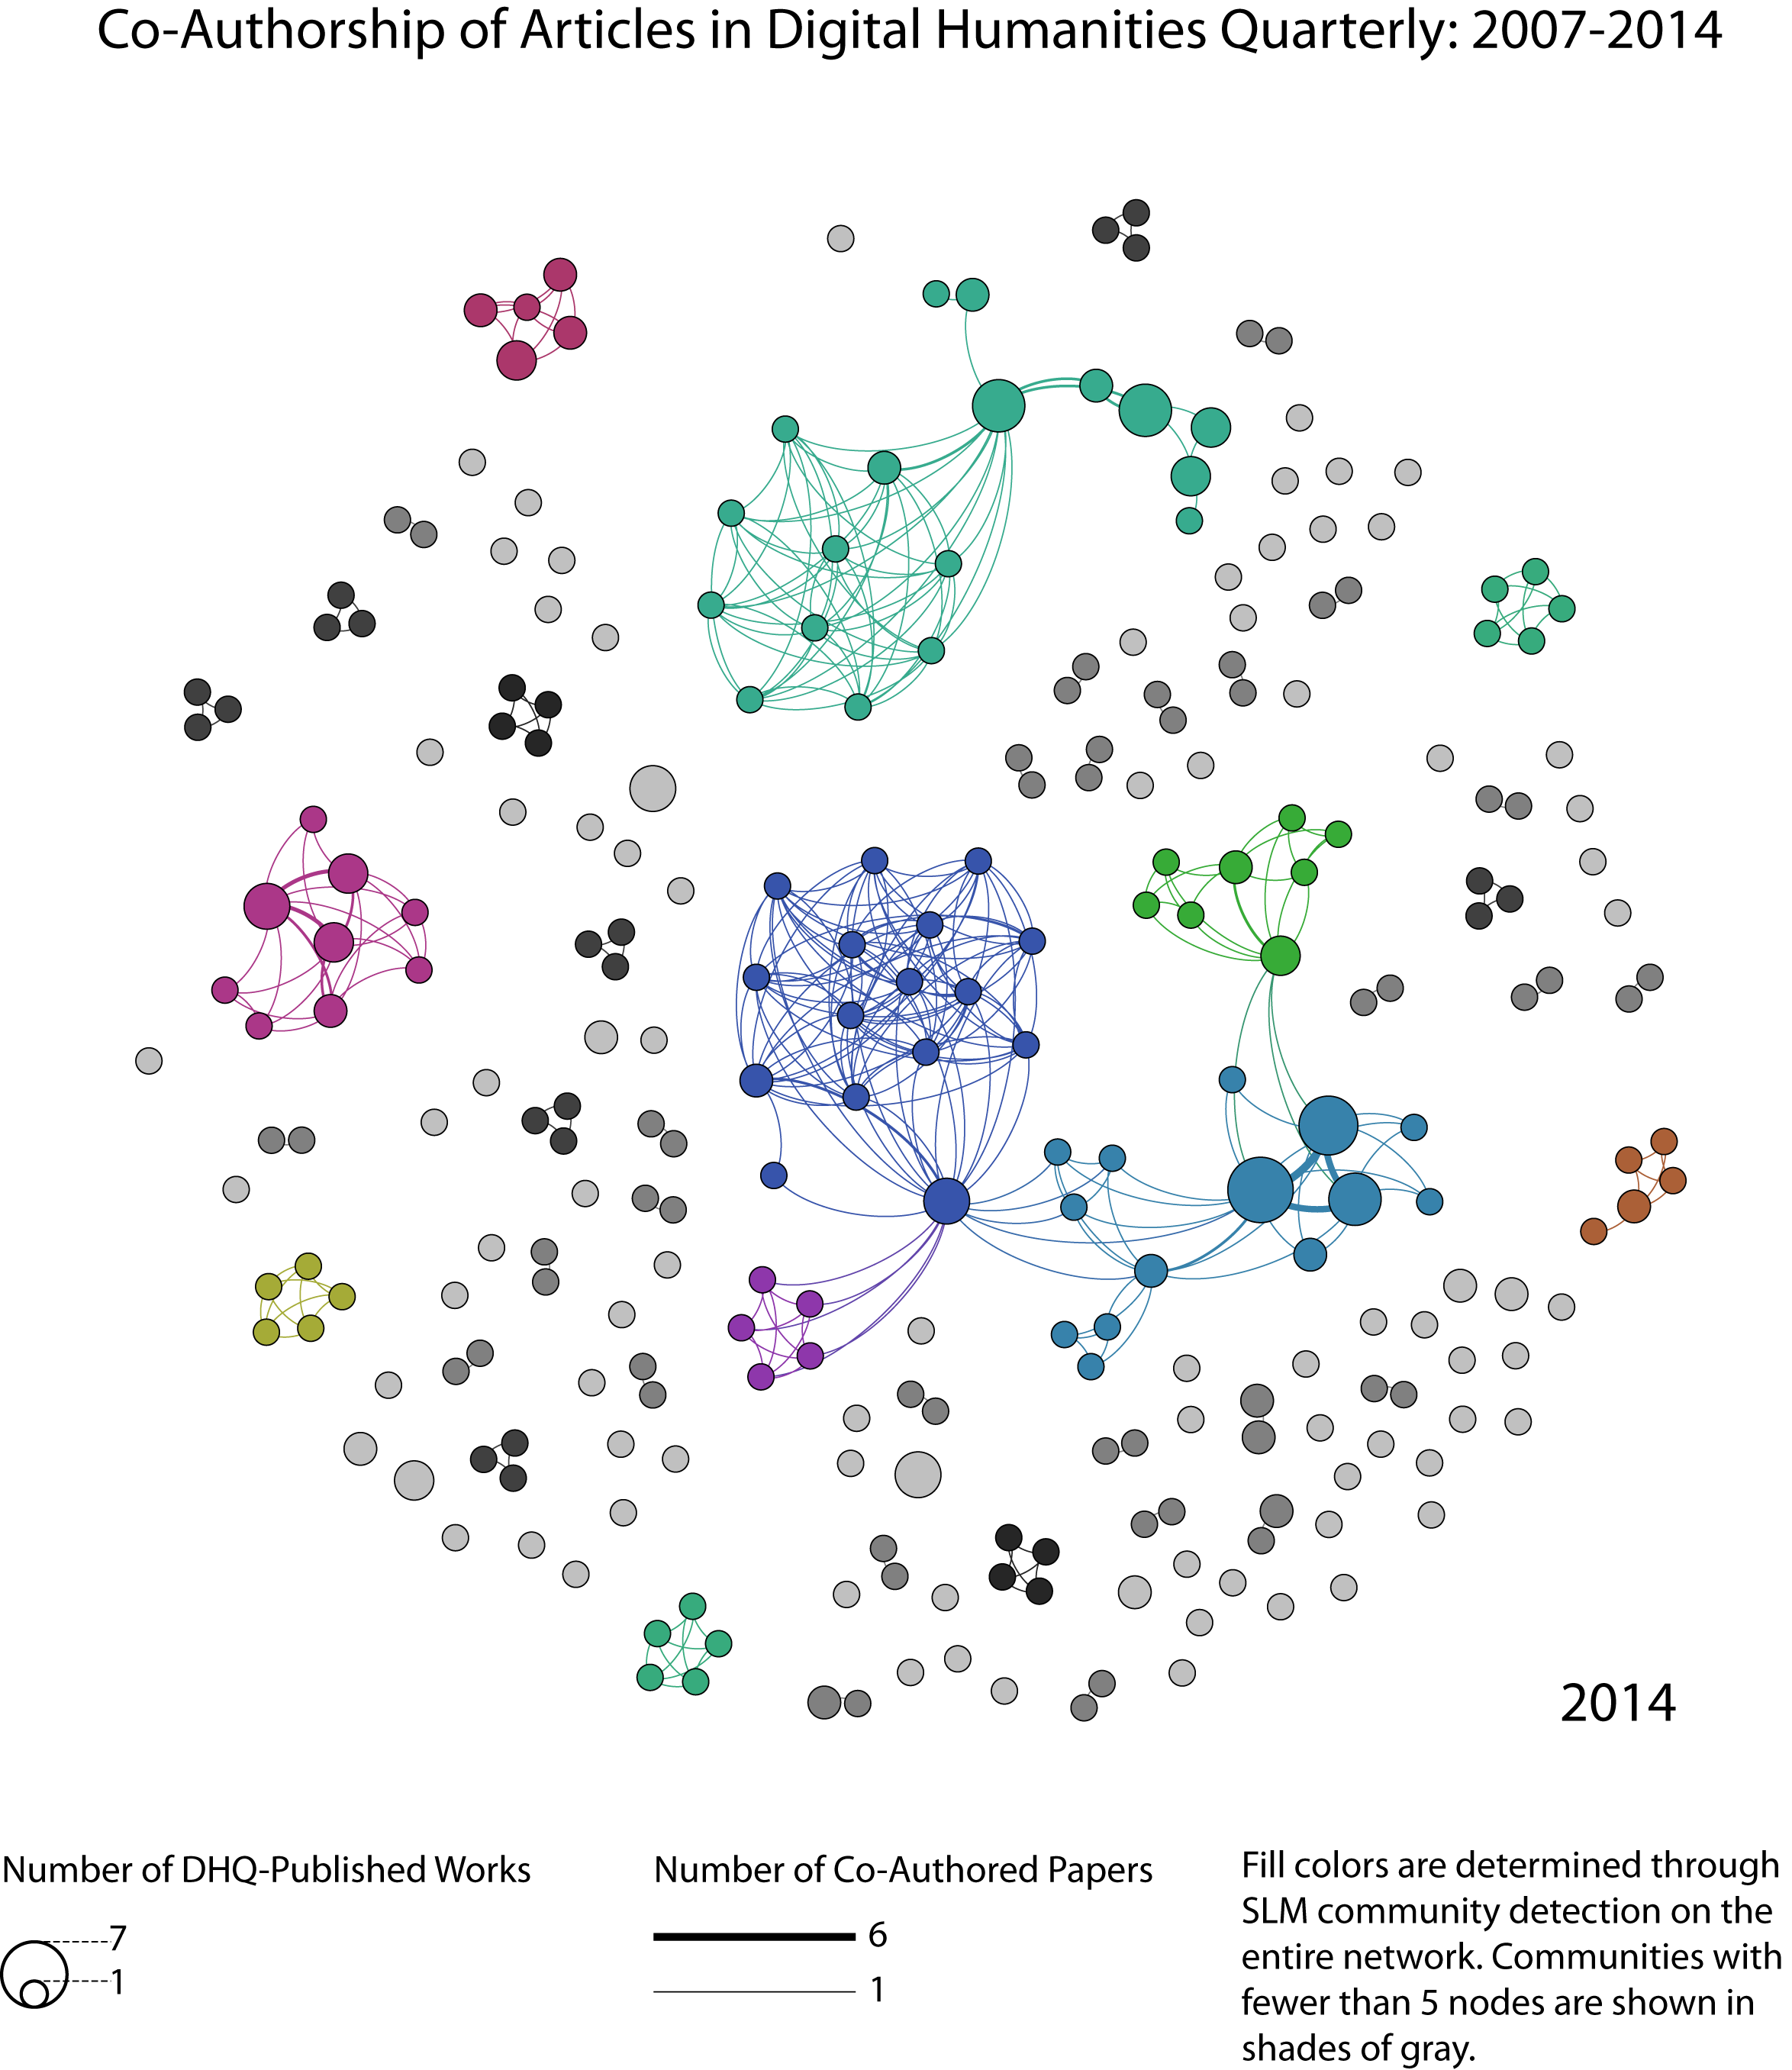 Co-Authorship of Articles in Digital Humanities Quarterly: 2007-2014
2014
Number of DHQ-Published Works
7
1
Number of Co-Authored Papers
6
1
Fill colors are determined through
SLM community detection on the
entire network. Communities with
fewer than 5 nodes are shown in
shades of gray.